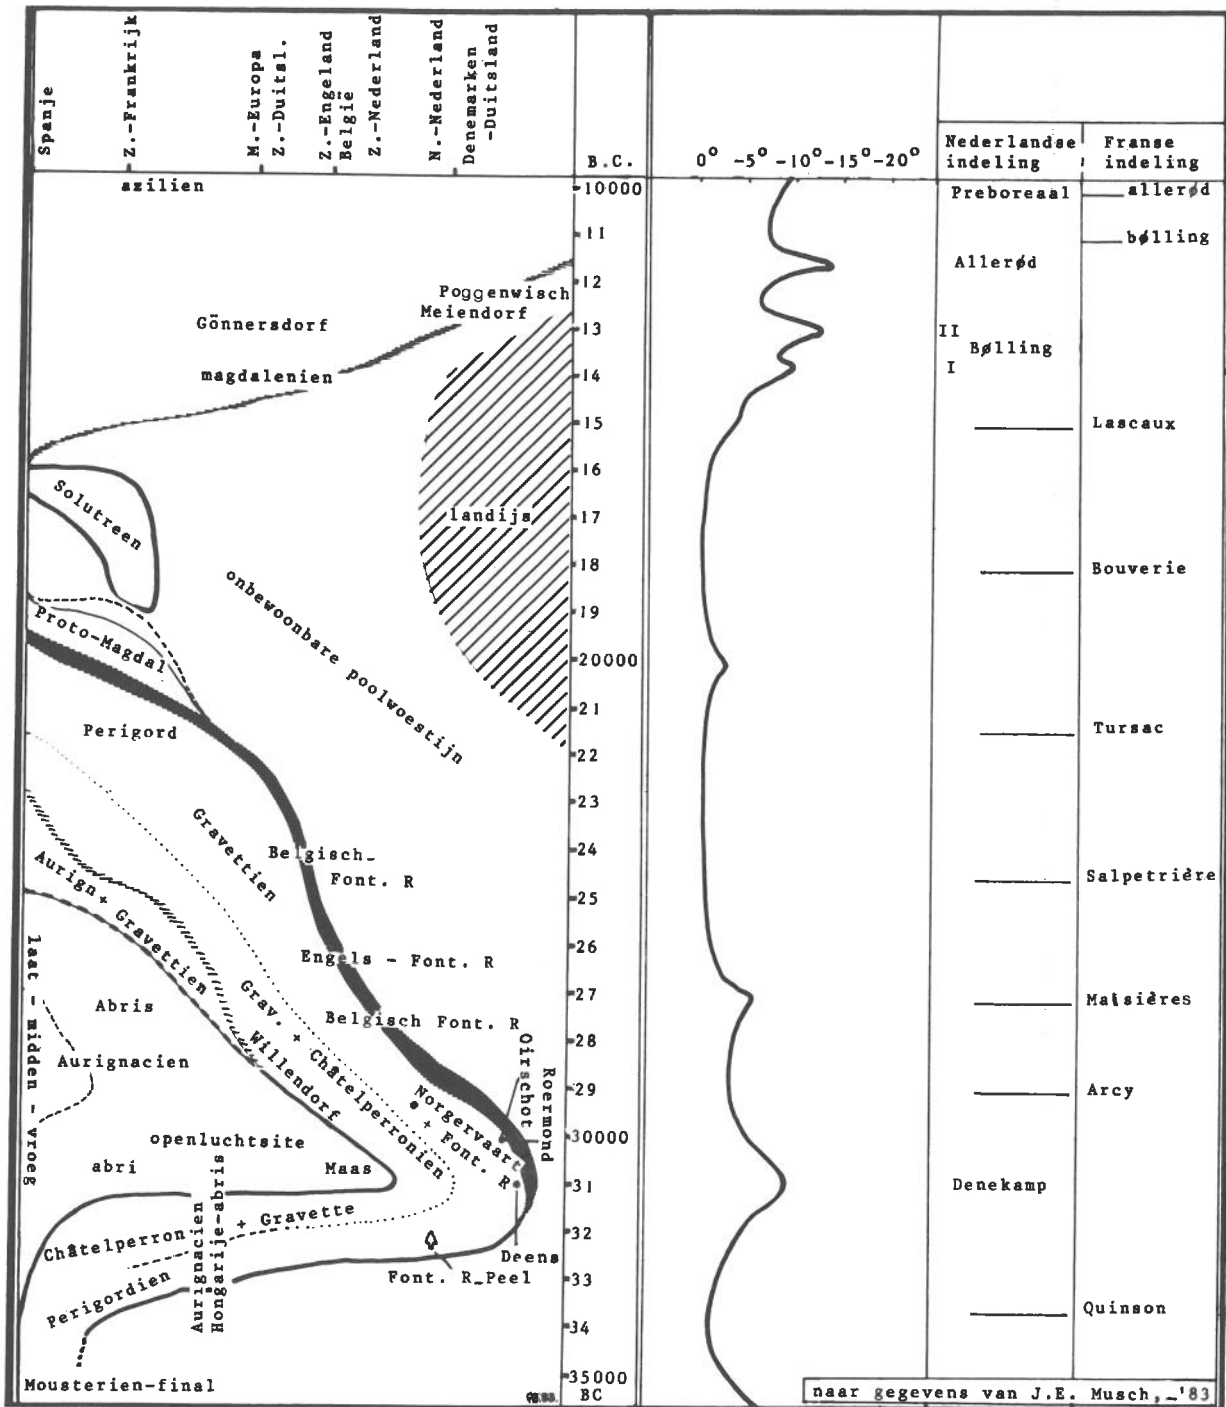 Spanje
Z.-Frankrijk
M.-Europa
Z.-Duitsl.
Z.-Engeland
België
Z.-Nederland
N.-Nederland
Denemarken
-Duitsland
B.C.
0° -5° -10° -15° -20°
Nederlandse
indeling
Franse
indeling
azilien
10000
Preboreaal
allerød
11
bølling
Allerød
12
Poggenwisch
Meiendorf
Gönnersdorf
13
II
Bølling
I
magdalenien
14
15
Lascaux
16
Solutreen
landijs
17
18
Bouverie
onbewoonbare poolwoestijn
19
Proto-Magdal
20000
21
Perigord
Tursac
22
23
Gravettien
24
Belgisch-
Font. R
Aurign + Gravettien
25
Salpetrière
26
Engels - Font. R
laat - midden - vroeg
Abris
27
Maisières
Grav. + Châtelperronien
Belgisch Font. R
Willendorf
Oirschot
Roermond
28
Aurignacien
29
Arcy
Norgervaart
+ Font. R
openluchtsite
30000
abri
Maas
31
Denekamp
Châtelperron + Gravette
32
Aurignacien
Hongarije-abris
Deens
Font. R-Peel
33
Perigordien
Quinson
34
35000
BC
Mousterien-final
naar gegevens van J.E. Musch,-'83